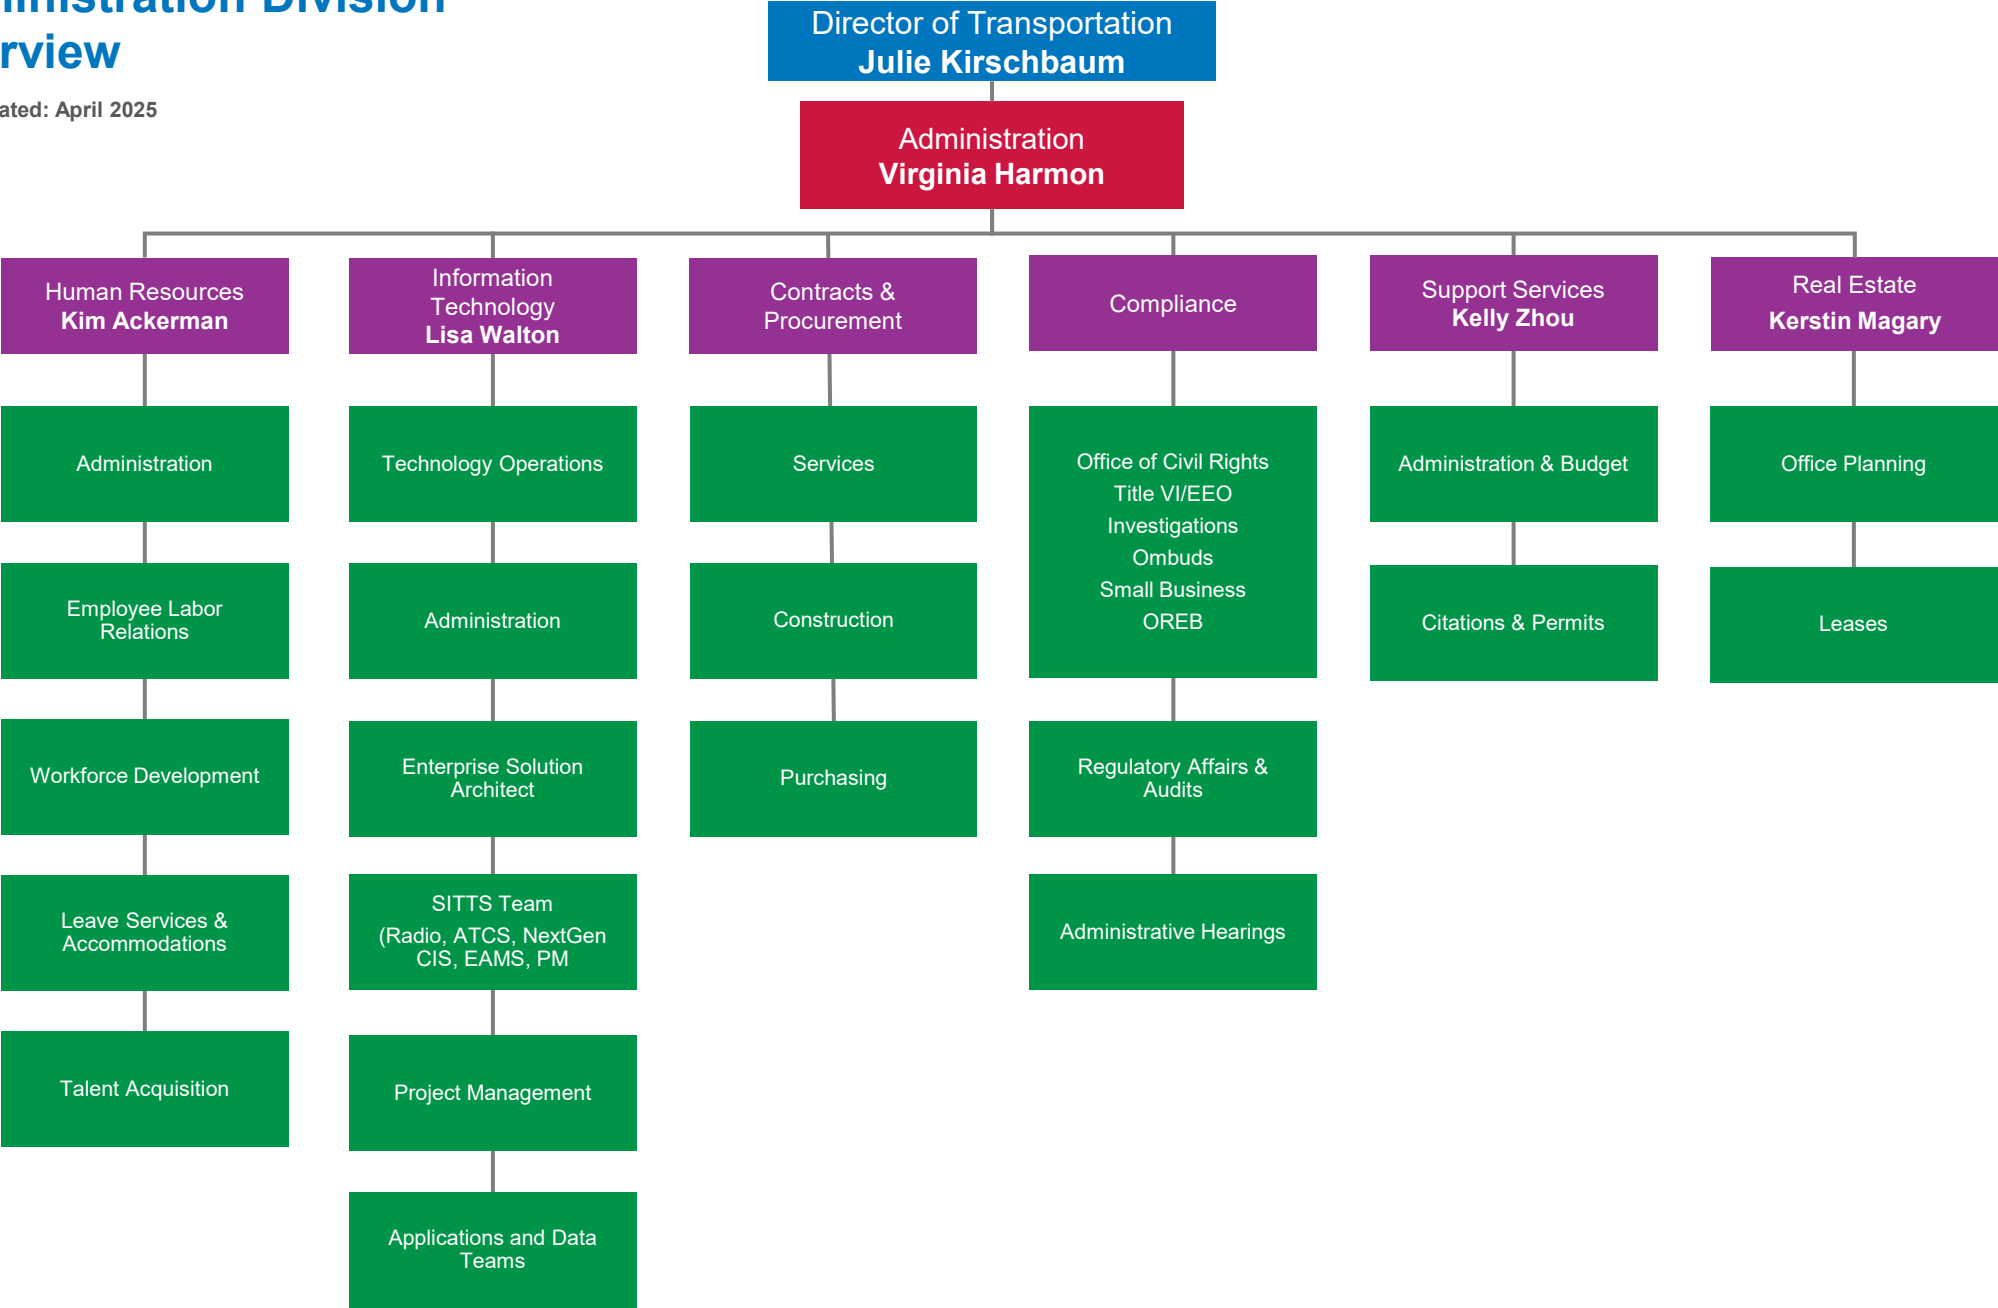 ministration Division
rview
ated: April 2025
Director of Transportation
Julie Kirschbaum
Administration
Virginia Harmon
Human Resources
Kim Ackerman
Information
Technology
Lisa Walton
Contracts &
Procurement
Compliance
Support Services
Kelly Zhou
Real Estate
Kerstin Magary
Administration
Employee Labor
Relations
Workforce Development
Leave Services &
Accommodations
Talent Acquisition
Technology Operations
Administration
Enterprise Solution
Architect
SITTS Team
(Radio, ATCS, NextGen
CIS, EAMS, PM
Project Management
Applications and Data
Teams
Services
Construction
Purchasing
Office of Civil Rights
Title VI/EEO
Investigations
Ombuds
Small Business
OREB
Regulatory Affairs &
Audits
Administrative Hearings
Administration & Budget
Citations & Permits
Office Planning
Leases